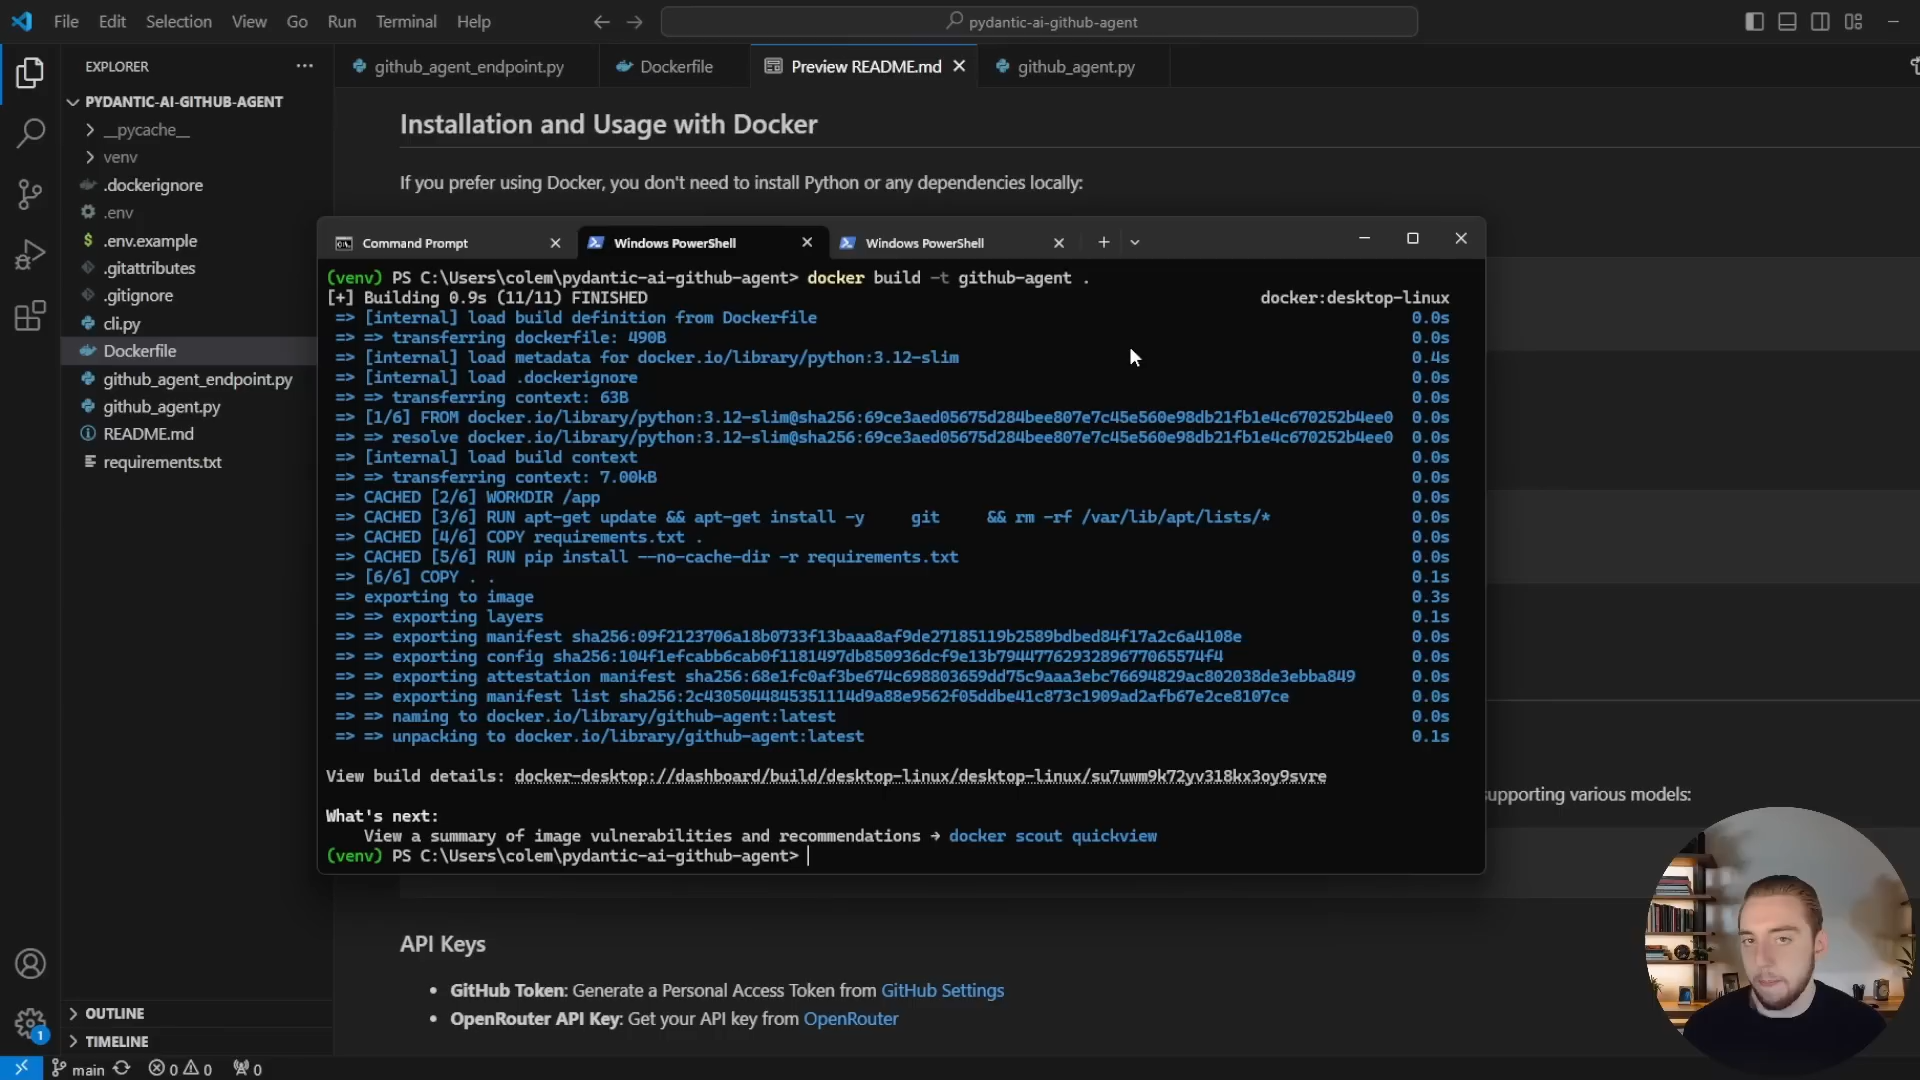 File Edit Selection View Go Run Terminal Help
pydantic-ai-github-agent
EXPLORER
github_agent_endpoint.py
Dockerfile
Preview README.md
github_agent.py
PYDANTIC-AI-GITHUB-AGENT
__pycache__
venv
.dockerignore
.env
.env.example
.gitattributes
.gitignore
cli.py
Dockerfile
github_agent_endpoint.py
github_agent.py
README.md
requirements.txt
Installation and Usage with Docker
If you prefer using Docker, you don't need to install Python or any dependencies locally:
Command Prompt
Windows PowerShell
Windows PowerShell
(venv) PS C:\Users\colem\pydantic-ai-github-agent> docker build -t github-agent .
[+] Building 0.9s (11/11) FINISHED docker:desktop-linux
=> [internal] load build definition from Dockerfile 0.0s
=> => transferring dockerfile: 490B 0.0s
=> [internal] load metadata for docker.io/library/python:3.12-slim 0.4s
=> [internal] load .dockerignore 0.0s
=> => transferring context: 63B 0.0s
=> [1/6] FROM docker.io/library/python:3.12-slim@sha256:69ce3aed05675d284bee807e7c45e560e98db21fb1e4c670252b4ee0 0.0s
=> => resolve docker.io/library/python:3.12-slim@sha256:69ce3aed05675d284bee807e7c45e560e98db21fb1e4c670252b4ee0 0.0s
=> [internal] load build context 0.0s
=> => transferring context: 7.00kB 0.0s
=> CACHED [2/6] WORKDIR /app 0.0s
=> CACHED [3/6] RUN apt-get update && apt-get install -y git && rm -rf /var/lib/apt/lists/* 0.0s
=> CACHED [4/6] COPY requirements.txt . 0.0s
=> CACHED [5/6] RUN pip install --no-cache-dir -r requirements.txt 0.0s
=> [6/6] COPY . . 0.1s
=> exporting to image 0.3s
=> => exporting layers 0.1s
=> => exporting manifest sha256:09f2123706a18b0733f13baaa8af9de27185119b2589bdbed84f17a2c6a4108e 0.0s
=> => exporting config sha256:104f1efcabb6cab0f1181497db850936dcf9e13b7944776293289677065574f4 0.0s
=> => exporting attestation manifest sha256:68e1fc0af3be674c698803659dd75c9aaa3ebc76694829ac802038de3ebba849 0.0s
=> => exporting manifest list sha256:2c4305044845351114d9a88e9562f05ddbe41c873c1909ad2afb67e2ce8107ce 0.0s
=> => naming to docker.io/library/github-agent:latest 0.0s
=> => unpacking to docker.io/library/github-agent:latest 0.1s
View build details: docker-desktop://dashboard/build/desktop-linux/desktop-linux/su7uwm9k72yv318kx3oy9svre
What's next:
View a summary of image vulnerabilities and recommendations → docker scout quickview
(venv) PS C:\Users\colem\pydantic-ai-github-agent>
supporting various models:
API Keys
• GitHub Token: Generate a Personal Access Token from GitHub Settings
• OpenRouter API Key: Get your API key from OpenRouter
OUTLINE
TIMELINE
1
main 0 0 0